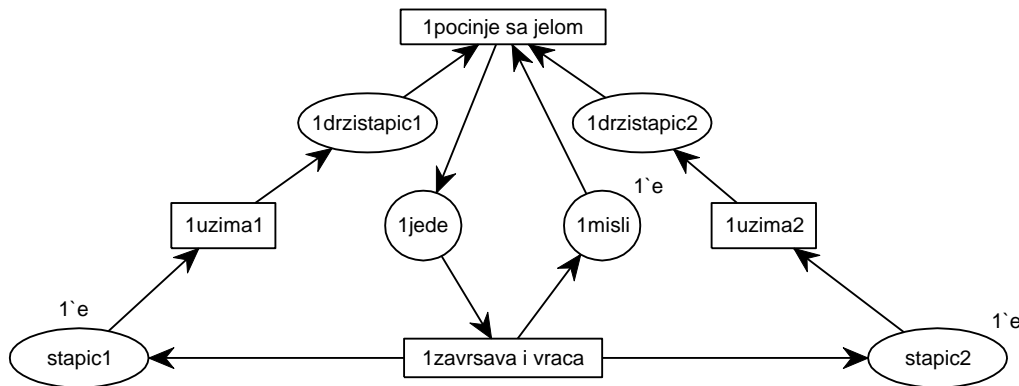 1pocinje sa jelom
1drzistapic1
1drzistapic2
1`e
1uzima1
1jede
1misli
1uzima2
1`e
1`e
stapic1
1zavrsava i vraca
stapic2